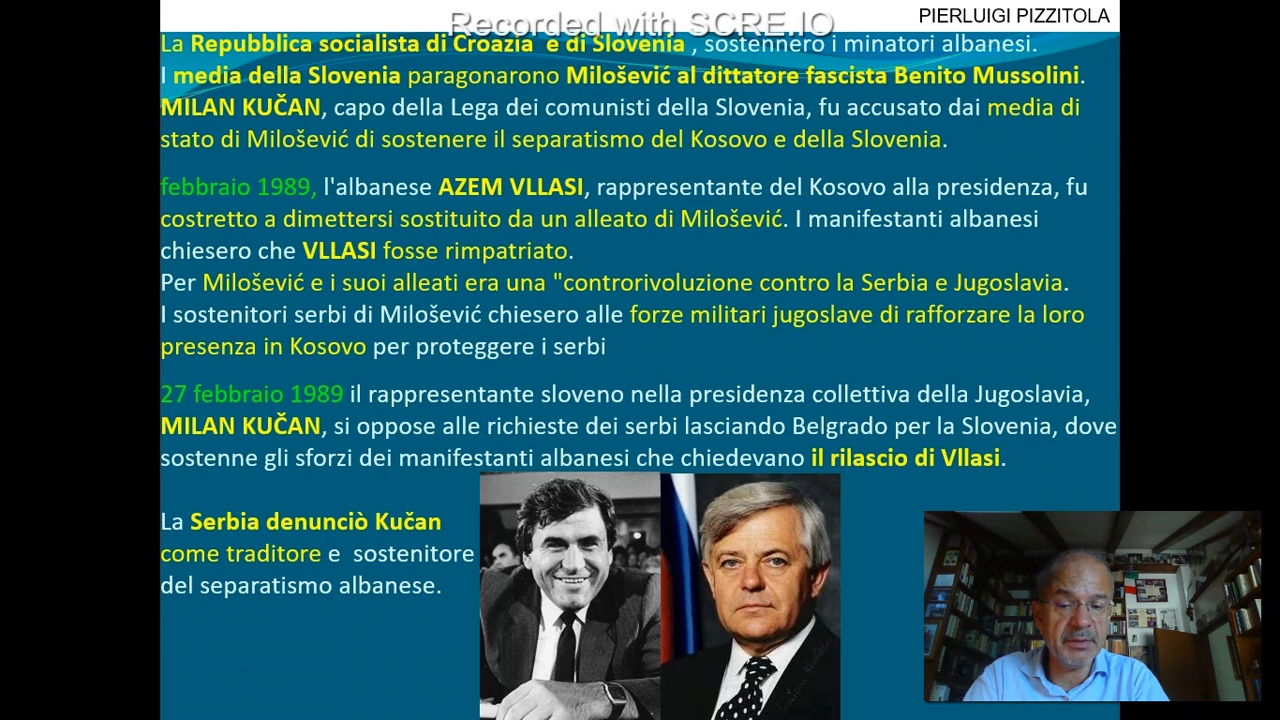 Recorded with SCRE.IO
PIERLUIGI PIZZITOLA
La Repubblica socialista di Croazia e di Slovenia , sostennero i minatori albanesi.
I media della Slovenia paragonarono Milošević al dittatore fascista Benito Mussolini.
MILAN KUČAN, capo della Lega dei comunisti della Slovenia, fu accusato dai media di
stato di Milošević di sostenere il separatismo del Kosovo e della Slovenia.
febbraio 1989, l'albanese AZEM VLLASI, rappresentante del Kosovo alla presidenza, fu
costretto a dimettersi sostituito da un alleato di Milošević. I manifestanti albanesi
chiesero che VLLASI fosse rimpatriato.
Per Milošević e i suoi alleati era una "controrivoluzione contro la Serbia e Jugoslavia.
I sostenitori serbi di Milošević chiesero alle forze militari jugoslave di rafforzare la loro
presenza in Kosovo per proteggere i serbi
27 febbraio 1989 il rappresentante sloveno nella presidenza collettiva della Jugoslavia,
MILAN KUČAN, si oppose alle richieste dei serbi lasciando Belgrado per la Slovenia, dove
sostenne gli sforzi dei manifestanti albanesi che chiedevano il rilascio di Vllasi.
La Serbia denunciò Kučan
come traditore e sostenitore
del separatismo albanese.